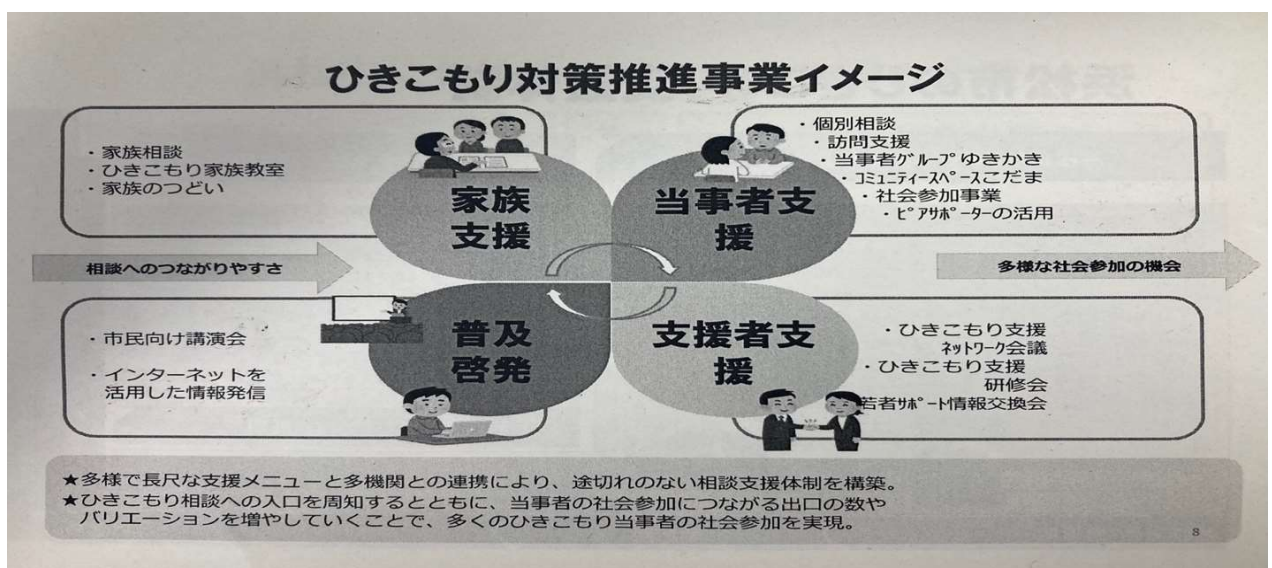 ひきこもり対策推進事業イメージ
・家族相談
・ひきこもり家族教室
・家族のつどい
家族
支援
当事者支
援
・個別相談
・訪問支援
・当事者ｸﾞﾙｰﾌﾟゆきかき
・ｺﾐｭﾆﾃｨｰｽﾍﾟｰｽこだま
・社会参加事業
・ﾋﾟｱｻﾎﾟｰﾀｰの活用
相談へのつながりやすさ
多様な社会参加の機会
・市民向け講演会
・インターネットを
活用した情報発信
普及
啓発
支援者支
援
・ひきこもり支援
ﾈｯﾄﾜｰｸ会議
・ひきこもり支援
研修会
若者ｻﾎﾟｰﾄ情報交換会
★多様で長尺な支援メニューと多機関との連携により、途切れのない相談支援体制を構築。
★ひきこもり相談への入口を周知するとともに、当事者の社会参加につながる出口の数や
バリエーションを増やしていくことで、多くのひきこもり当事者の社会参加を実現。
8